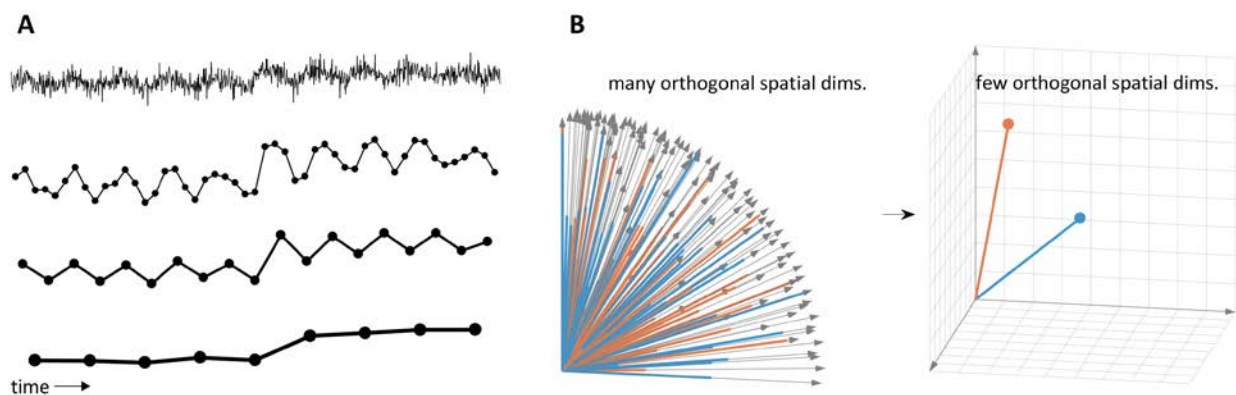 A
B
many orthogonal spatial dims.
few orthogonal spatial dims.
time